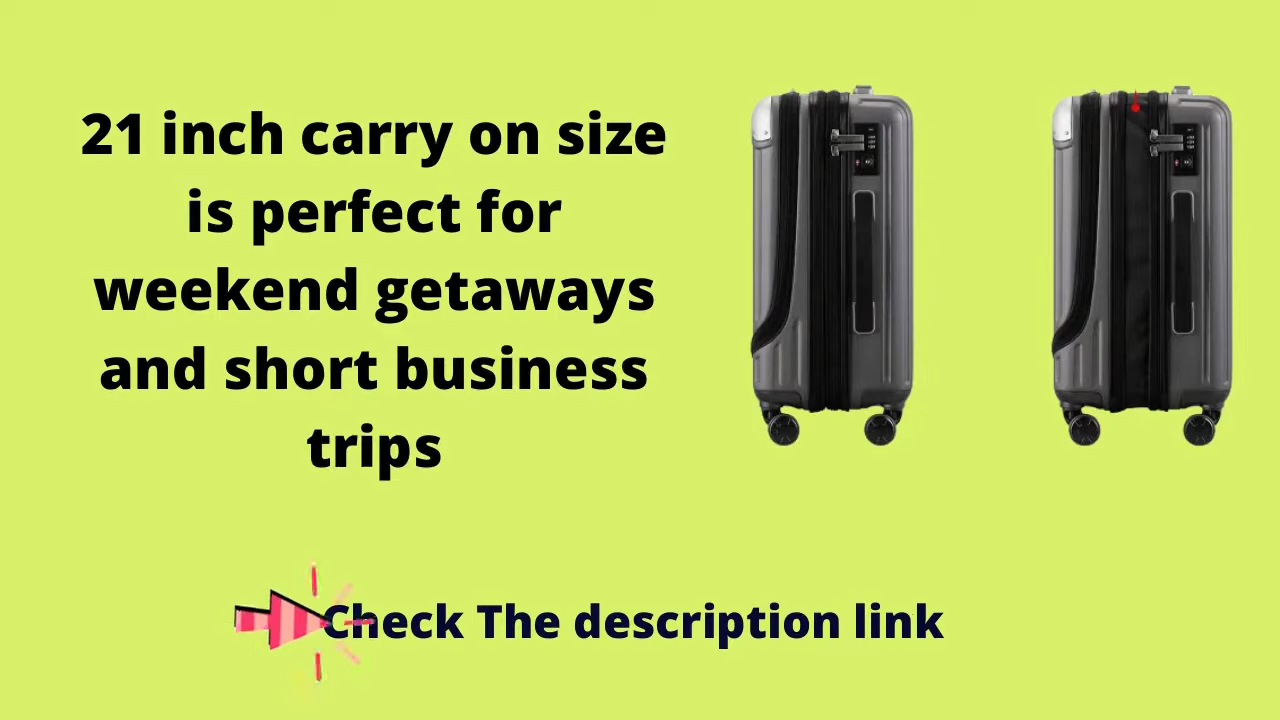 21 inch carry on size
is perfect for
weekend getaways
and short business
trips
Check The description link